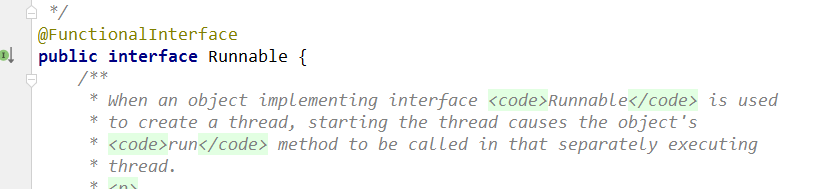 */
@FunctionalInterface
public interface Runnable {
/**
* When an object implementing interface <code>Runnable</code> is used
* to create a thread, starting the thread causes the object's
* <code>run</code> method to be called in that separately executing
* thread.
* <p>